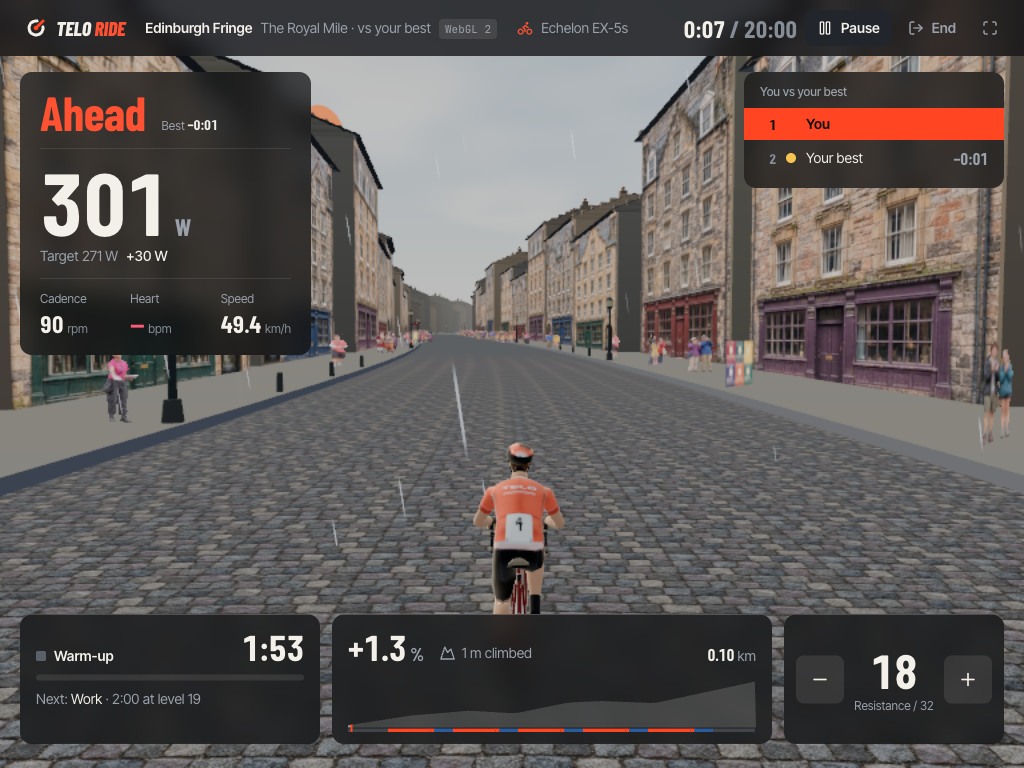 TELO RIDE Edinburgh Fringe The Royal Mile · vs your best WebGL 2 Echelon EX-5s 0:07 / 20:00 Pause End
Ahead Best −0:01
301 W
Target 271 W +30 W
Cadence Heart Speed
90 rpm – bpm 49.4 km/h
You vs your best
1 You
2 Your best −0:01
TELO
Warm-up 1:53
Next: Work · 2:00 at level 19
+1.3 % 1 m climbed 0.10 km
− 18 +
Resistance / 32